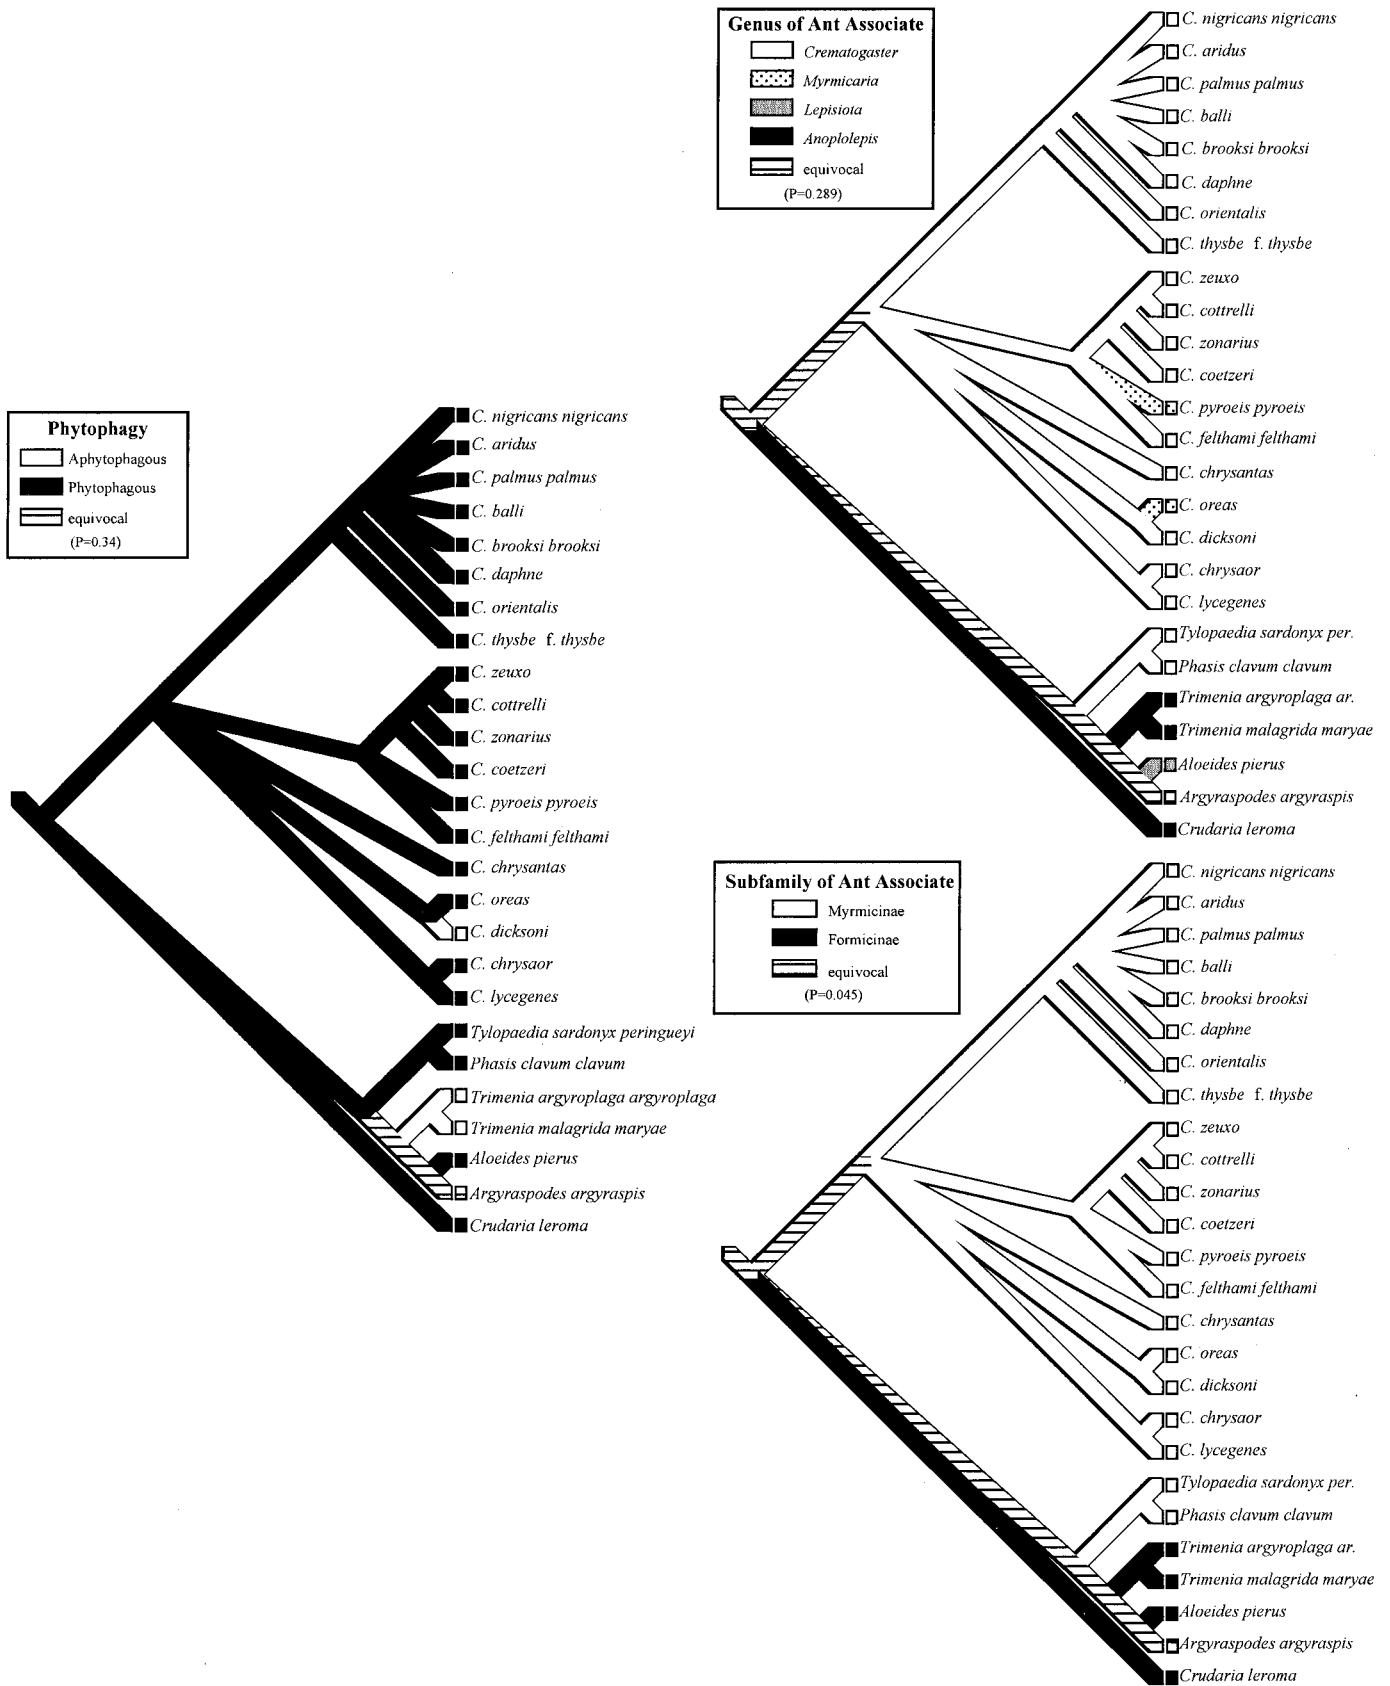 Phytophagy
Aphytophagous
Phytophagous
equivocal
(P=0.34)
C. nigricans nigricans
C. aridus
C. palmus palmus
C. balli
C. brooksi brooksi
C. daphne
C. orientalis
C. thysbe f. thysbe
C. zeuxo
C. cottrelli
C. zonarius
C. coetzeri
C. pyroeis pyroeis
C. felthami felthami
C. chrysantas
C. oreas
C. dicksoni
C. chrysaor
C. lycegenes
Tylopaedia sardonyx peringueyi
Phasis clavum clavum
Trimenia argyroplaga argyroplaga
Trimenia malagrida maryae
Aloeides pierus
Argyraspodes argyraspis
Crudaria leroma
Genus of Ant Associate
Crematogaster
Myrmicaria
Lepisiota
Anoplolepis
equivocal
(P=0.289)
C. nigricans nigricans
C. aridus
C. palmus palmus
C. balli
C. brooksi brooksi
C. daphne
C. orientalis
C. thysbe f. thysbe
C. zeuxo
C. cottrelli
C. zonarius
C. coetzeri
C. pyroeis pyroeis
C. felthami felthami
C. chrysantas
C. oreas
C. dicksoni
C. chrysaor
C. lycegenes
Tylopaedia sardonyx per.
Phasis clavum clavum
Trimenia argyroplaga ar.
Trimenia malagrida maryae
Aloeides pierus
Argyraspodes argyraspis
Crudaria leroma
Subfamily of Ant Associate
Myrmicinae
Formicinae
equivocal
(P=0.045)
C. nigricans nigricans
C. aridus
C. palmus palmus
C. balli
C. brooksi brooksi
C. daphne
C. orientalis
C. thysbe f. thysbe
C. zeuxo
C. cottrelli
C. zonarius
C. coetzeri
C. pyroeis pyroeis
C. felthami felthami
C. chrysantas
C. oreas
C. dicksoni
C. chrysaor
C. lycegenes
Tylopaedia sardonyx per.
Phasis clavum clavum
Trimenia argyroplaga ar.
Trimenia malagrida maryae
Aloeides pierus
Argyraspodes argyraspis
Crudaria leroma